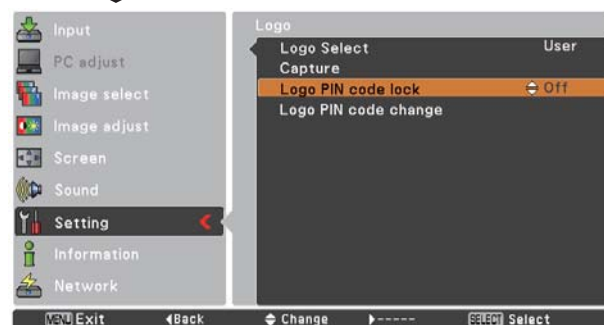 Input
PC adjust
Image select
Image adjust
Screen
Sound
Setting
Information
Network
Logo
Logo Select User
Capture
Logo PIN code lock Off
Logo PIN code change
MENU Exit Back Change ----- SELECT Select